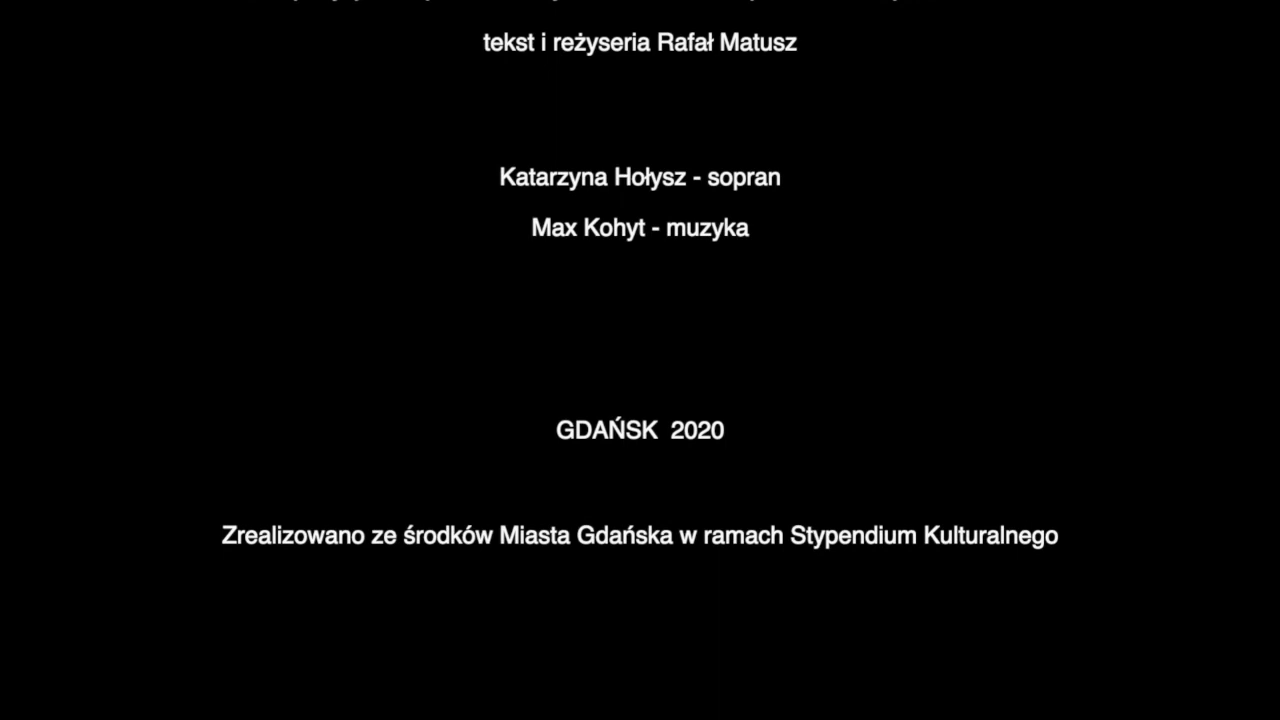 tekst i reżyseria Rafał Matusz
Katarzyna Hołysz - sopran
Max Kohyt - muzyka
GDAŃSK  2020
Zrealizowano ze środków Miasta Gdańska w ramach Stypendium Kulturalnego